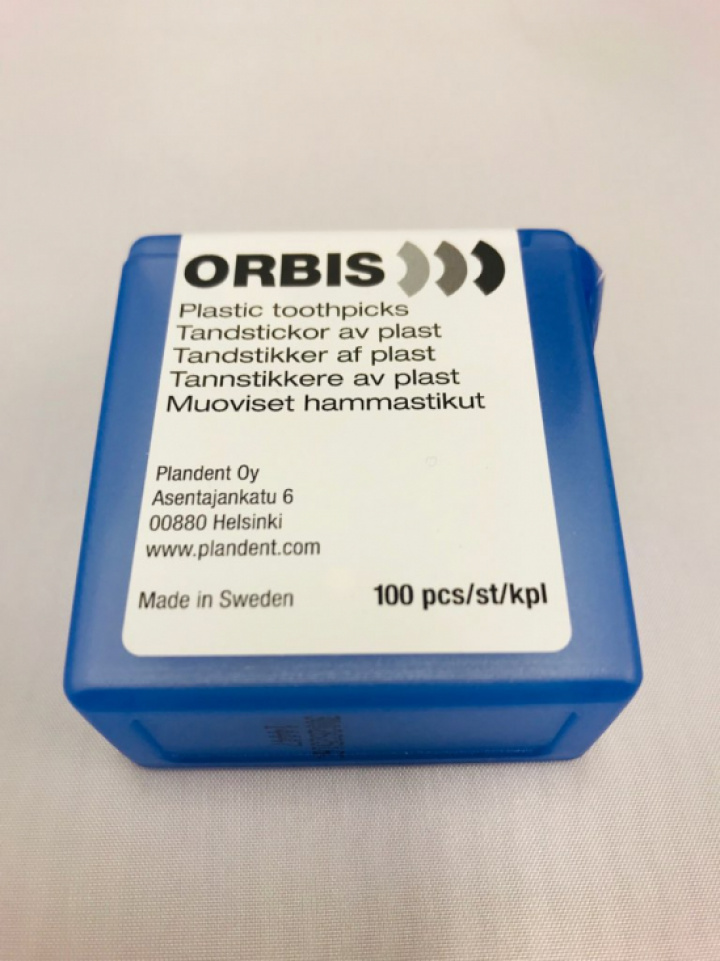 ORBIS
Plastic toothpicks
Tandstickor av plast
Tandstikker af plast
Tannstikkere av plast
Muoviset hammastikut
Plandent Oy
Asentajankatu 6
00880 Helsinki
www.plandent.com
Made in Sweden 100 pcs/st/kpl